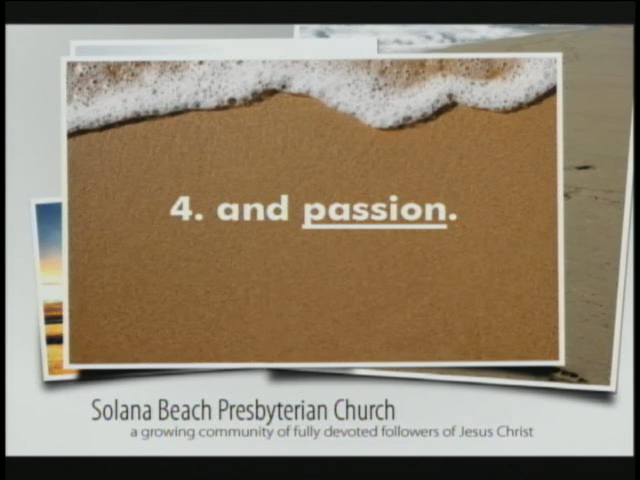 4. and passion.
Solana Beach Presbyterian Church
a growing community of fully devoted followers of Jesus Christ